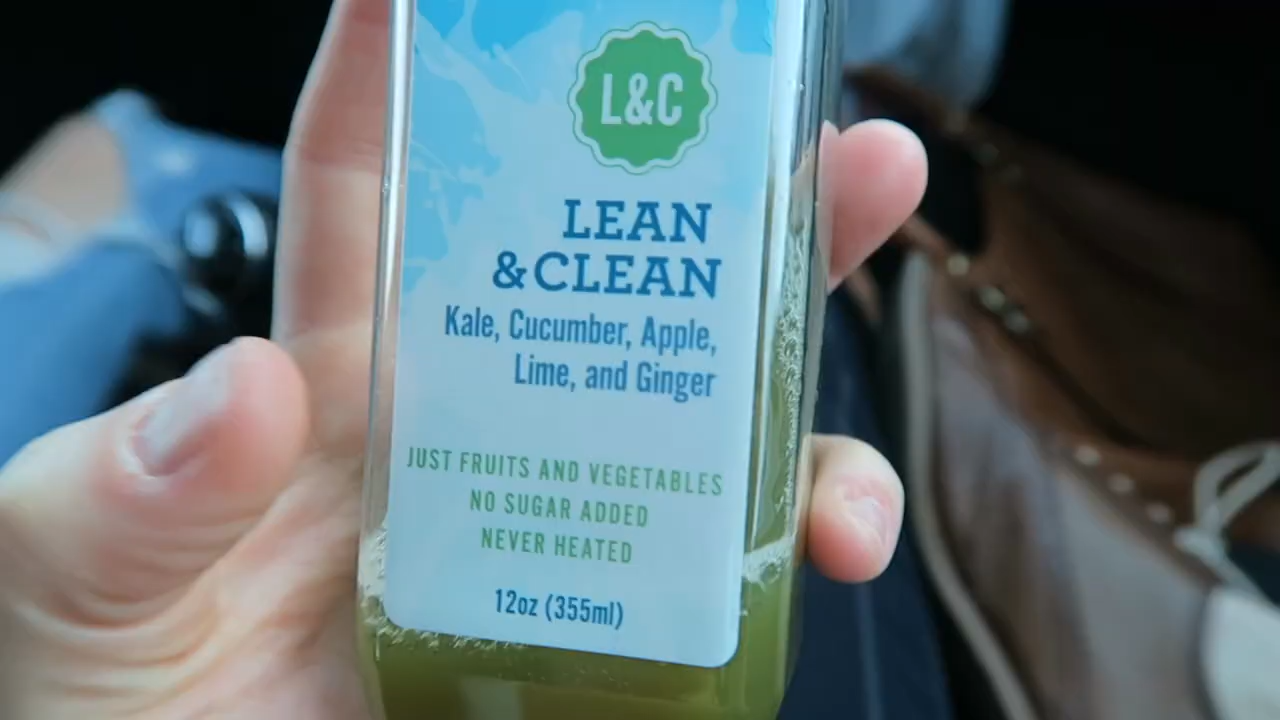 L&C
LEAN
& CLEAN
Kale, Cucumber, Apple,
Lime, and Ginger
JUST FRUITS AND VEGETABLES
NO SUGAR ADDED
NEVER HEATED
12oz (355ml)